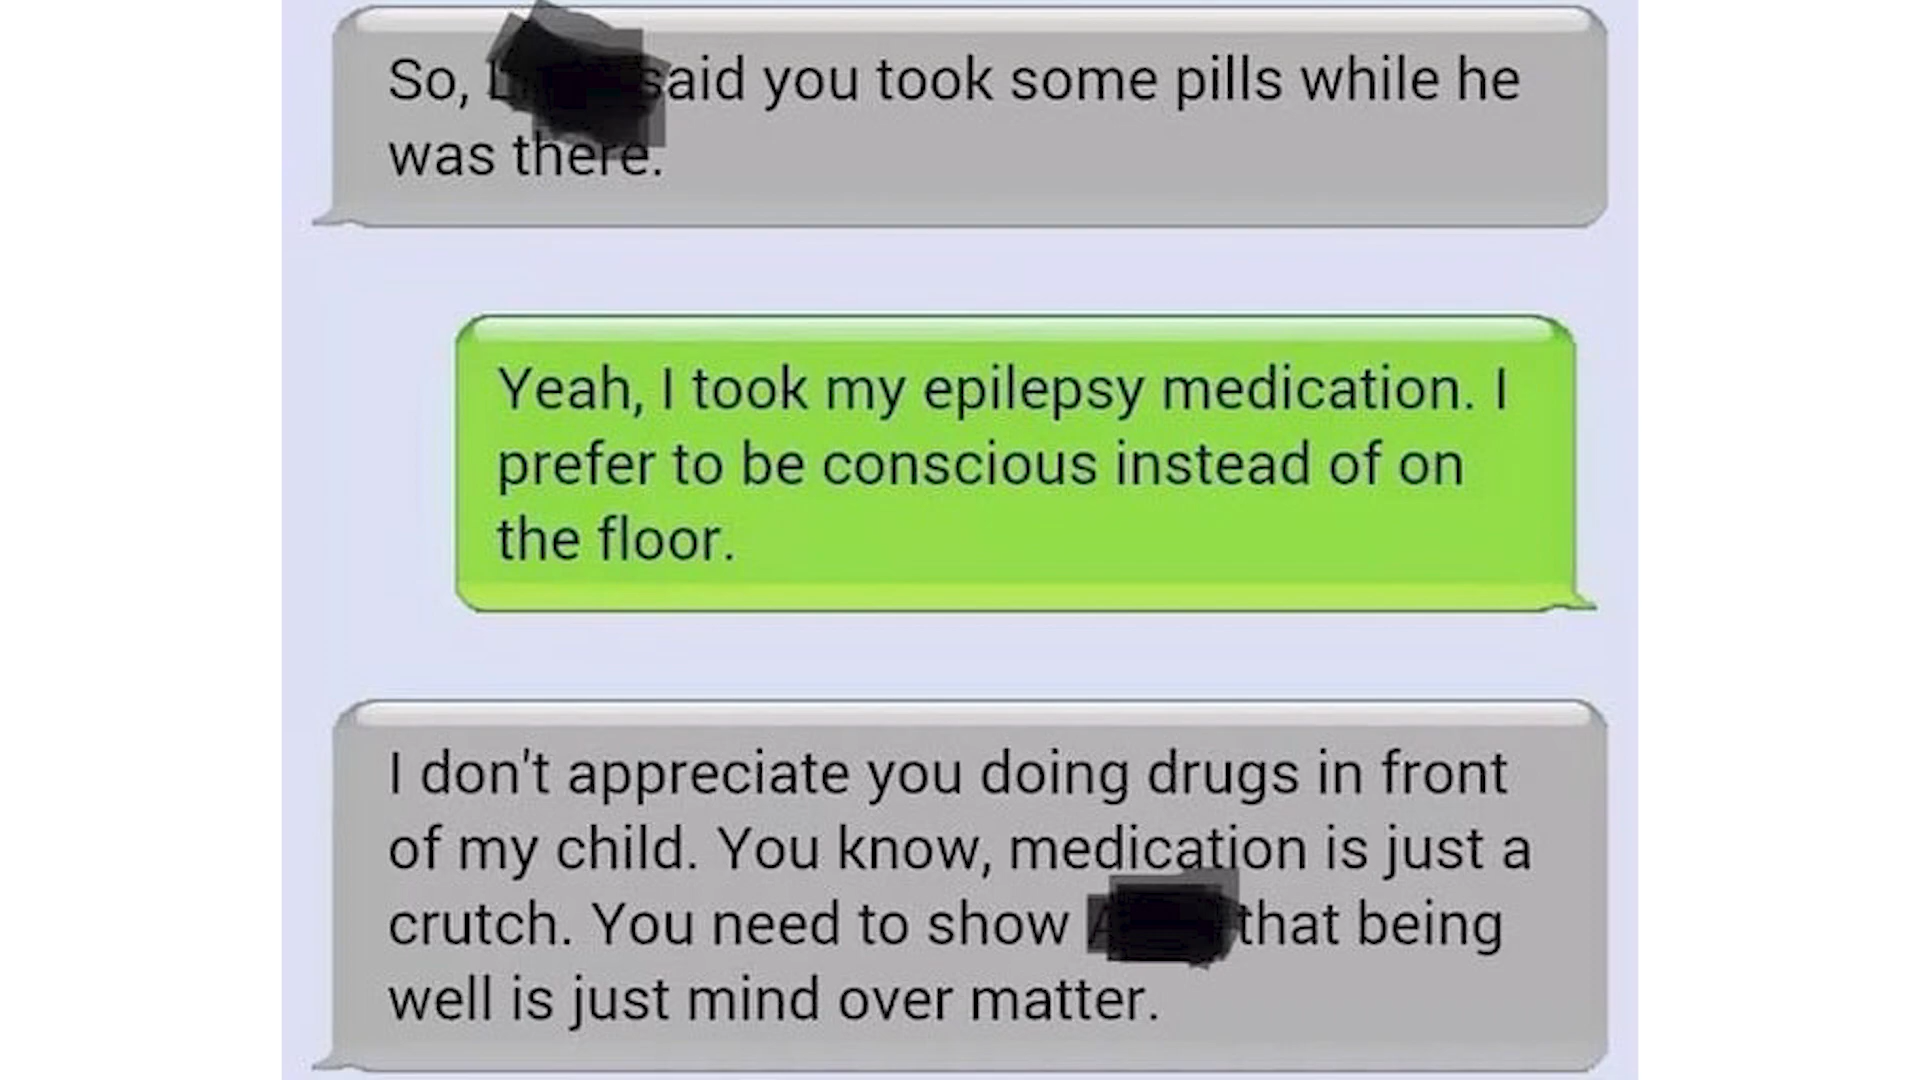 So, said you took some pills while he
was there.
Yeah, I took my epilepsy medication. I
prefer to be conscious instead of on
the floor.
I don't appreciate you doing drugs in front
of my child. You know, medication is just a
crutch. You need to show that being
well is just mind over matter.